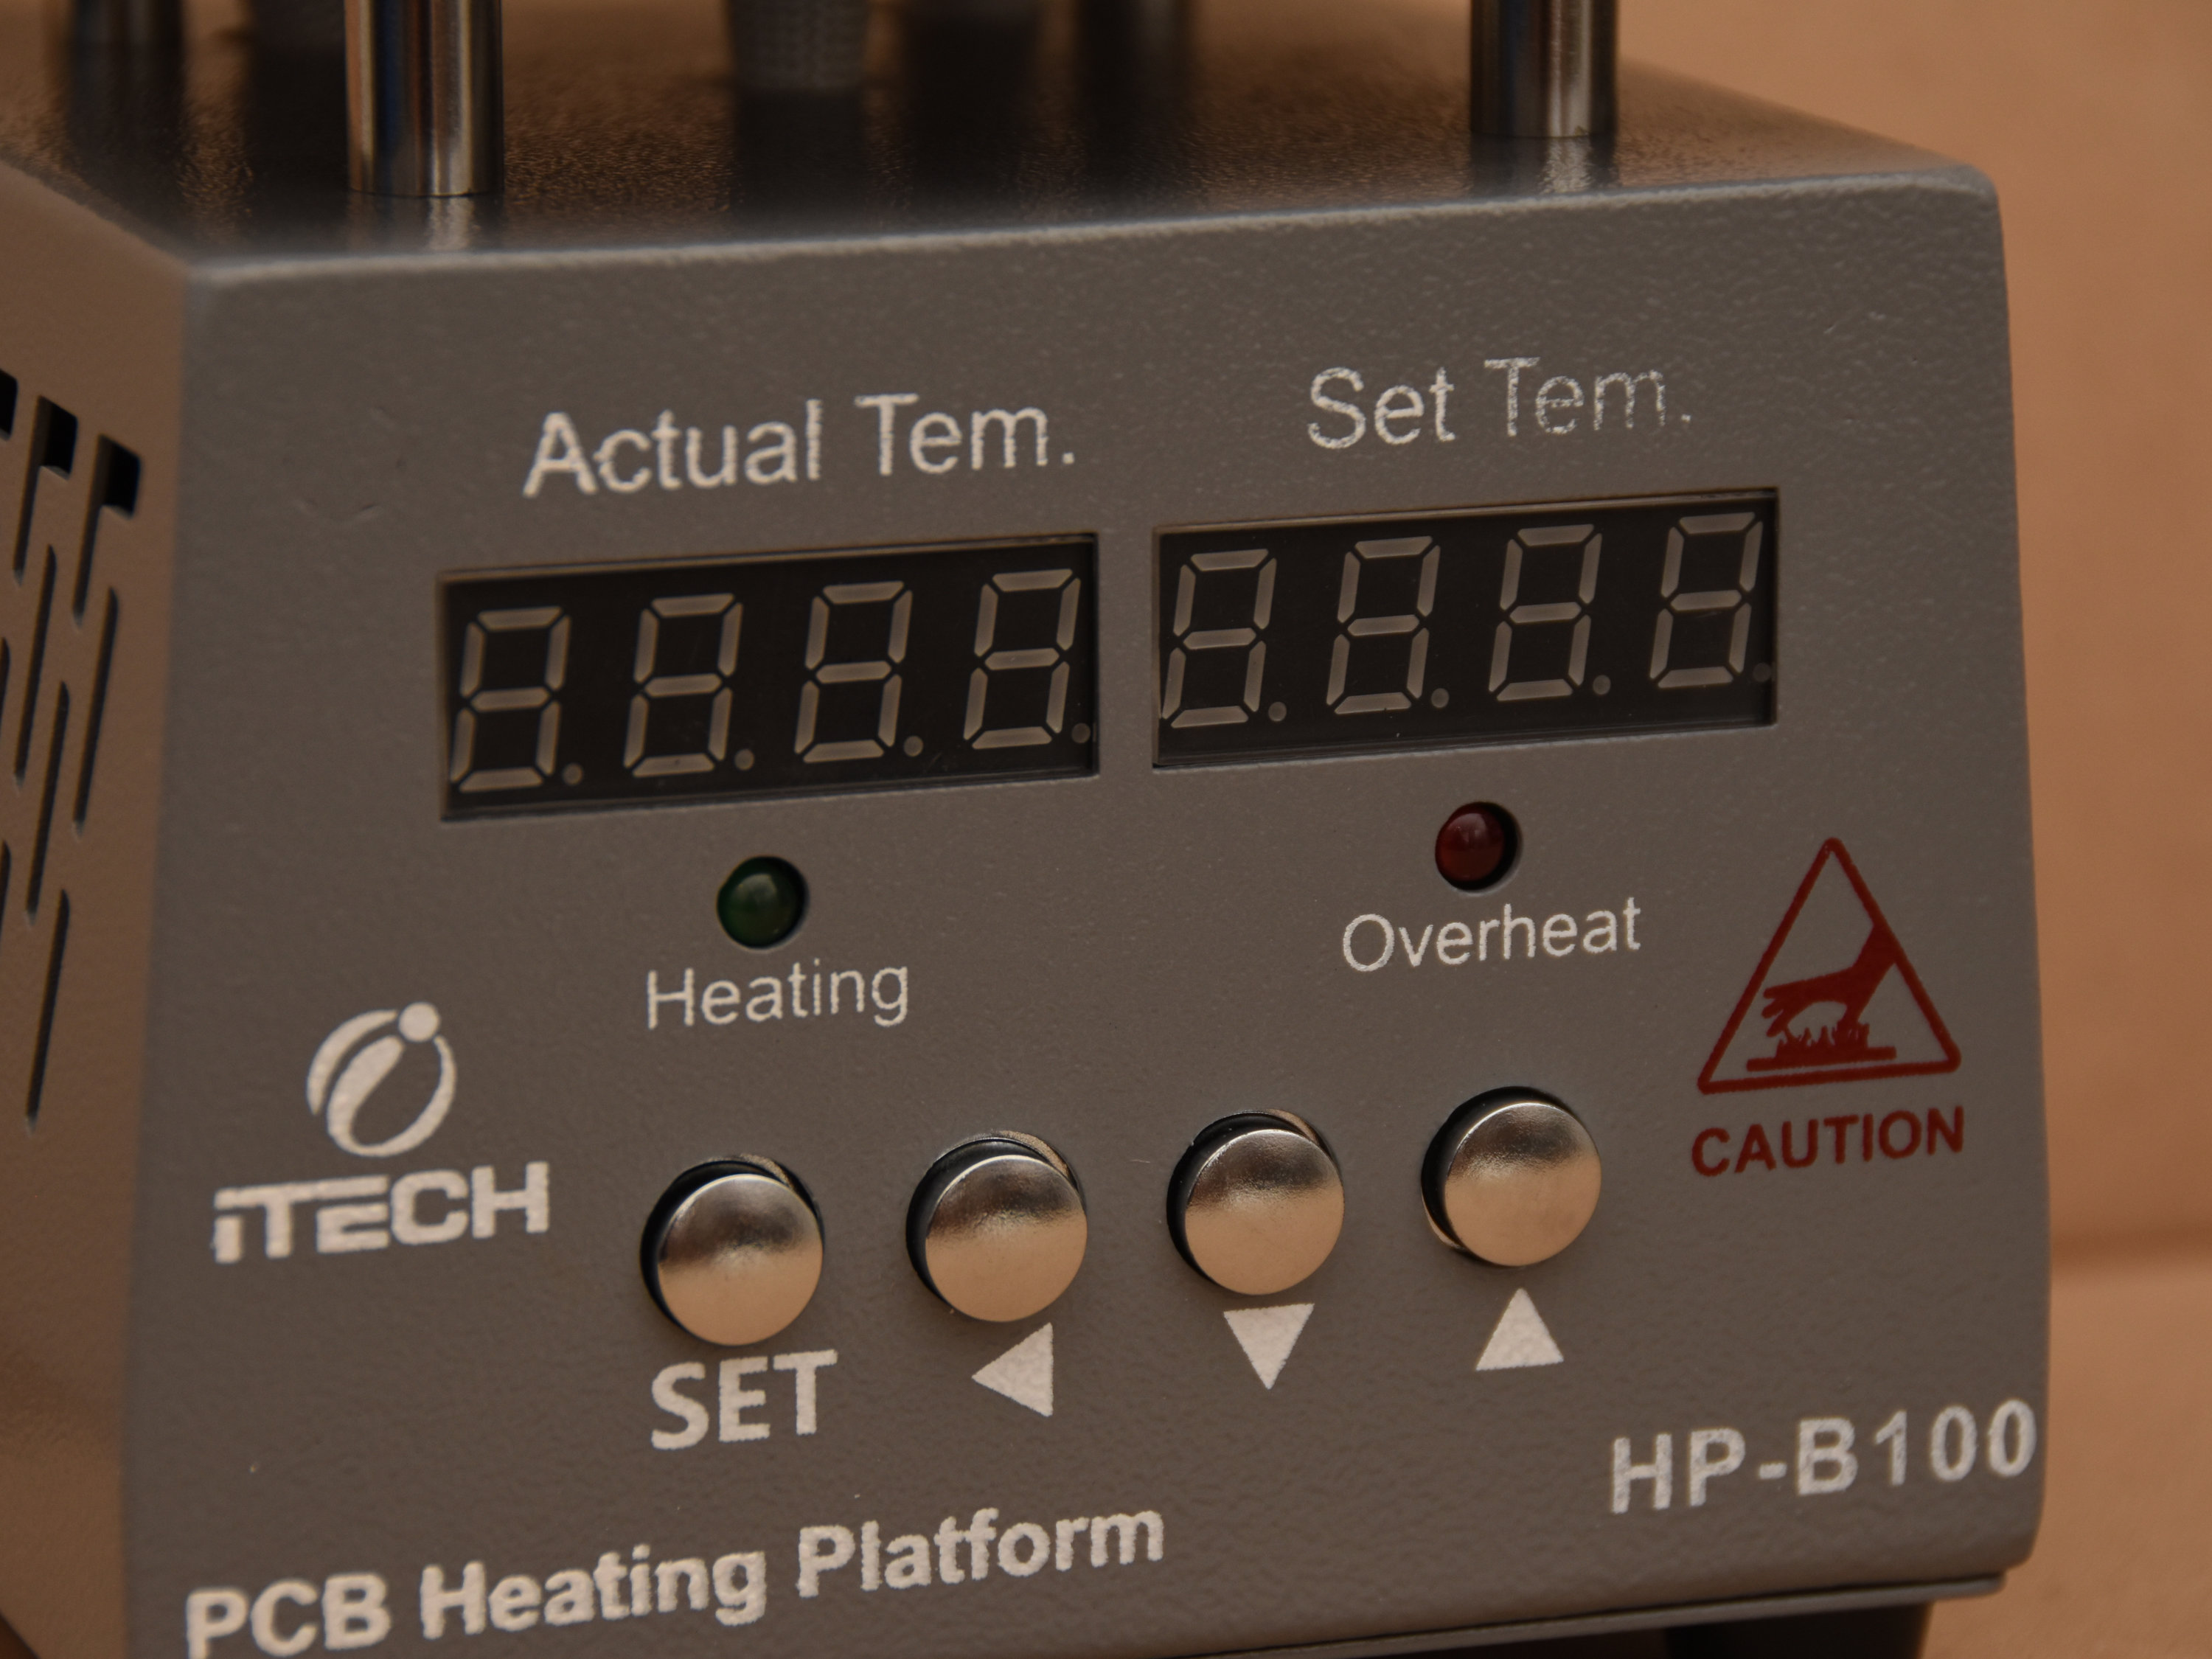 Actual Tem.
Set Tem.
Heating
Overheat
iTECH
CAUTION
SET
HP-B100
PCB Heating Platform